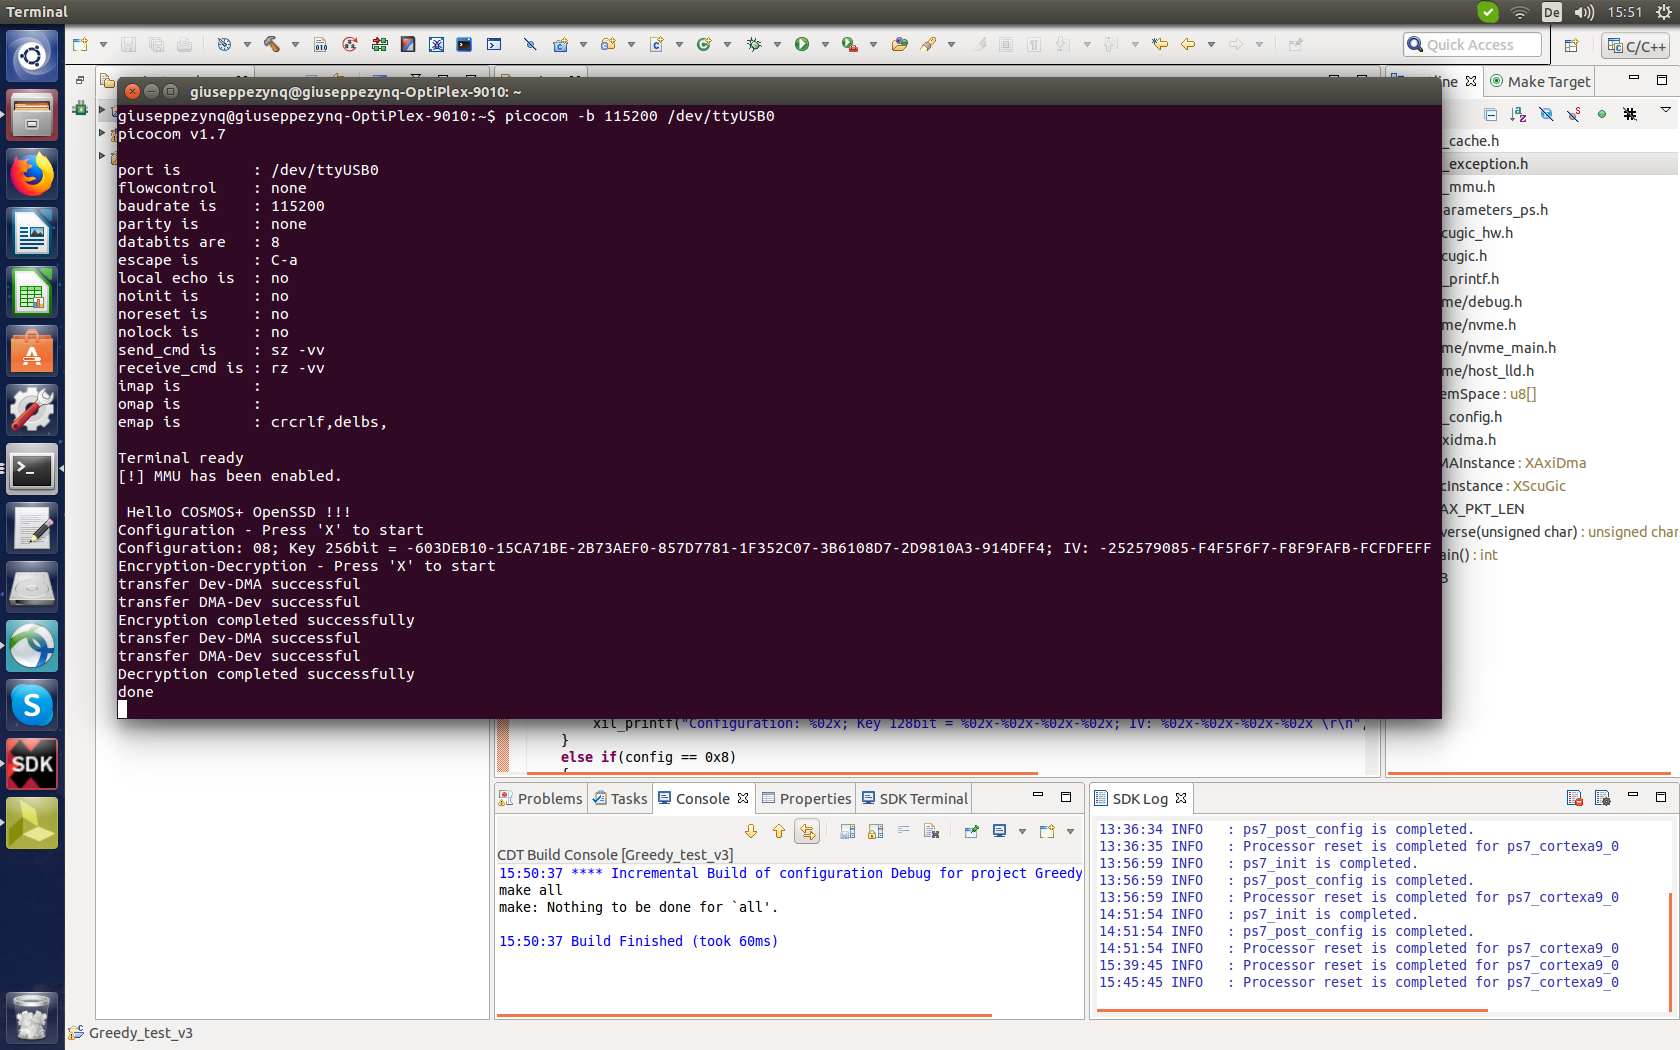 Terminal
De
15:51
Quick Access
C/C++
giuseppezynq@giuseppezynq-OptiPlex-9010: ~
giuseppezynq@giuseppezynq-OptiPlex-9010:~$ picocom -b 115200 /dev/ttyUSB0
picocom v1.7
port is        : /dev/ttyUSB0
flowcontrol    : none
baudrate is    : 115200
parity is      : none
databits are   : 8
escape is      : C-a
local echo is  : no
noinit is      : no
noreset is     : no
nolock is      : no
send_cmd is    : sz -vv
receive_cmd is : rz -vv
imap is        :
omap is        :
emap is        : crcrlf,delbs,
Terminal ready
[!] MMU has been enabled.
Hello COSMOS+ OpenSSD !!!
Configuration - Press 'X' to start
Configuration: 08; Key 256bit = -603DEB10-15CA71BE-2B73AEF0-857D7781-1F352C07-3B6108D7-2D9810A3-914DFF4; IV: -252579085-F4F5F6F7-F8F9FAFB-FCFDFEFF
Encryption-Decryption - Press 'X' to start
transfer Dev-DMA successful
transfer DMA-Dev successful
Encryption completed successfully
transfer Dev-DMA successful
transfer DMA-Dev successful
Decryption completed successfully
done
ne
Make Target
_cache.h
_exception.h
_mmu.h
arameters_ps.h
cugic_hw.h
cugic.h
_printf.h
me/debug.h
me/nvme.h
me/nvme_main.h
me/host_lld.h
emSpace : u8[]
_config.h
xidma.h
MAInstance : XAxiDma
cInstance : XScuGic
AX_PKT_LEN
verse(unsigned char) : unsigned char
ain() : int
B
xil_printf("Configuration: %02x; Key 128bit = %02x-%02x-%02x-%02x; IV: %02x-%02x-%02x-%02x \r\n",
}
else if(config == 0x8)
{
SDK
Problems
Tasks
Console
Properties
SDK Terminal
CDT Build Console [Greedy_test_v3]
15:50:37 **** Incremental Build of configuration Debug for project Greedy
make all
make: Nothing to be done for `all'.
15:50:37 Build Finished (took 60ms)
SDK Log
13:36:34 INFO   : ps7_post_config is completed.
13:36:35 INFO   : Processor reset is completed for ps7_cortexa9_0
13:56:59 INFO   : ps7_init is completed.
13:56:59 INFO   : ps7_post_config is completed.
13:56:59 INFO   : Processor reset is completed for ps7_cortexa9_0
14:51:54 INFO   : ps7_init is completed.
14:51:54 INFO   : ps7_post_config is completed.
14:51:54 INFO   : Processor reset is completed for ps7_cortexa9_0
15:39:45 INFO   : Processor reset is completed for ps7_cortexa9_0
15:45:45 INFO   : Processor reset is completed for ps7_cortexa9_0
Greedy_test_v3